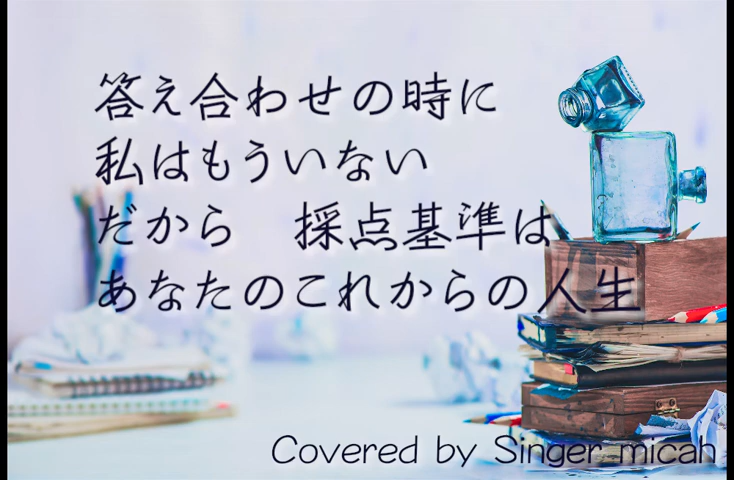 答え合わせの時に
私はもういない
だから　採点基準は
あなたのこれからの人生
Covered by Singer micah